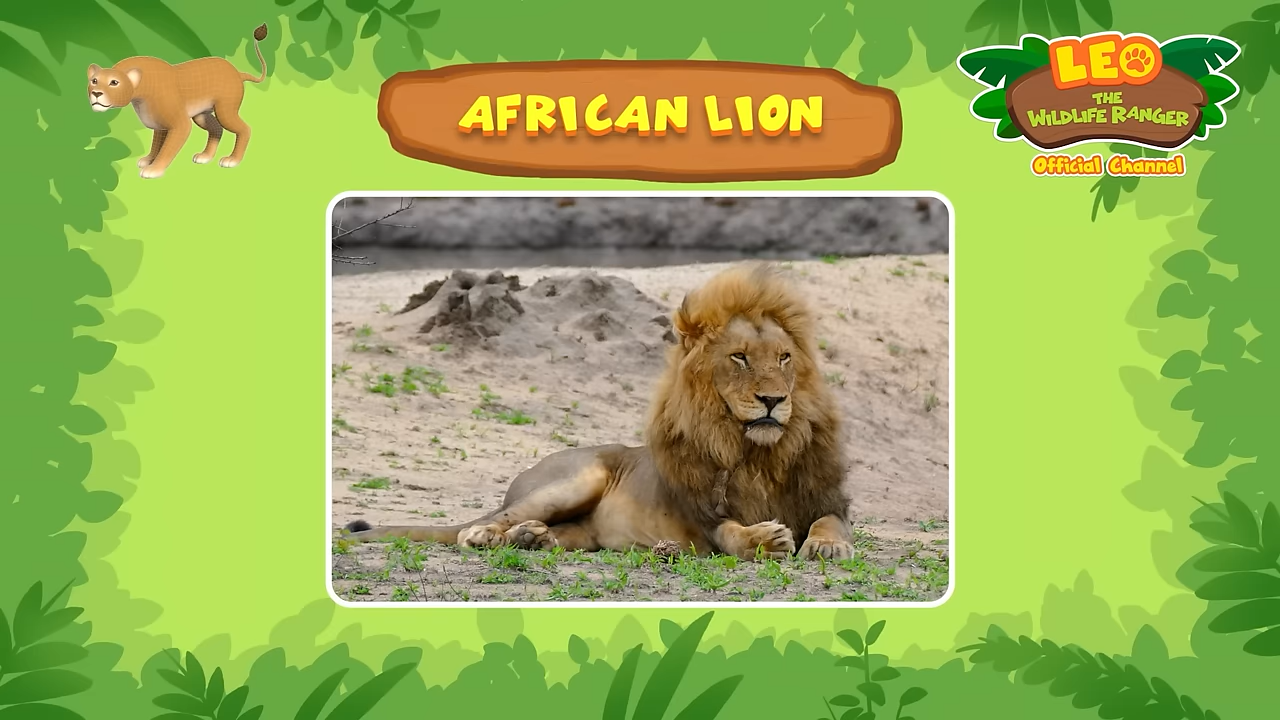 AFRICAN LION
LEO
THE
WILDLIFE RANGER
Official Channel